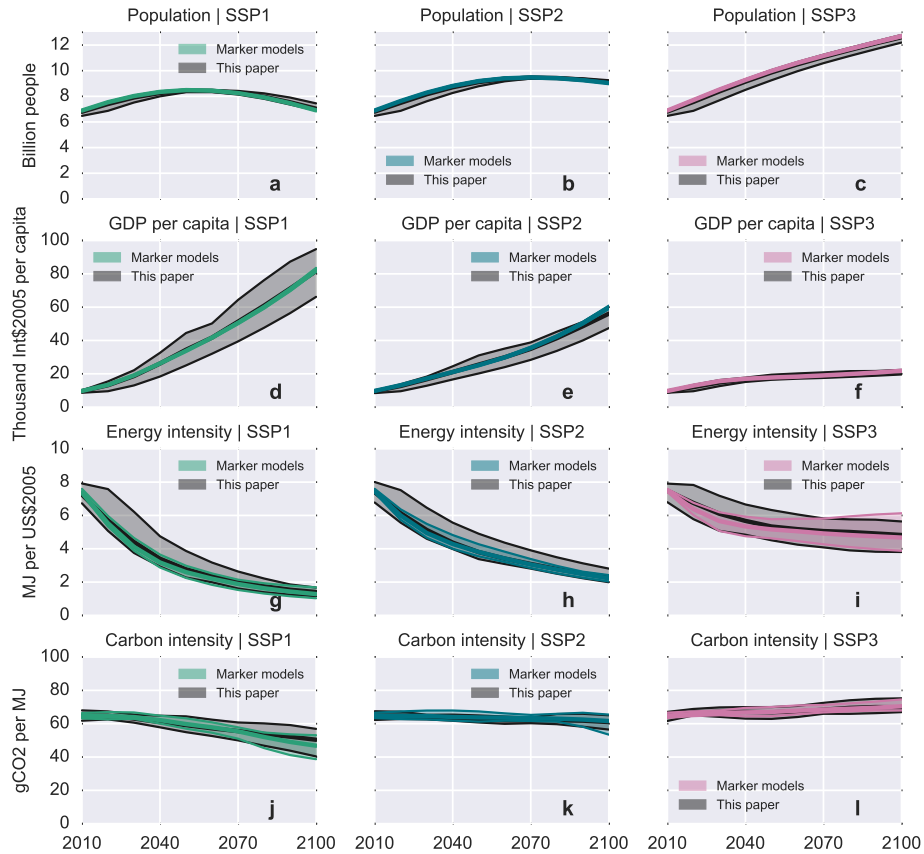 Population | SSP1
Population | SSP2
Population | SSP3
Billion people
12
10
8
6
4
2
0
Marker models
This paper
a
Marker models
This paper
b
Marker models
This paper
c
GDP per capita | SSP1
GDP per capita | SSP2
GDP per capita | SSP3
Thousand Int$2005 per capita
100
80
60
40
20
0
Marker models
This paper
d
Marker models
This paper
e
Marker models
This paper
f
Energy intensity | SSP1
Energy intensity | SSP2
Energy intensity | SSP3
MJ per US$2005
10
8
6
4
2
0
Marker models
This paper
g
Marker models
This paper
h
Marker models
This paper
i
Carbon intensity | SSP1
Carbon intensity | SSP2
Carbon intensity | SSP3
gCO2 per MJ
100
80
60
40
20
0
Marker models
This paper
j
Marker models
This paper
k
Marker models
This paper
l
2010 2040 2070 2100
2010 2040 2070 2100
2010 2040 2070 2100